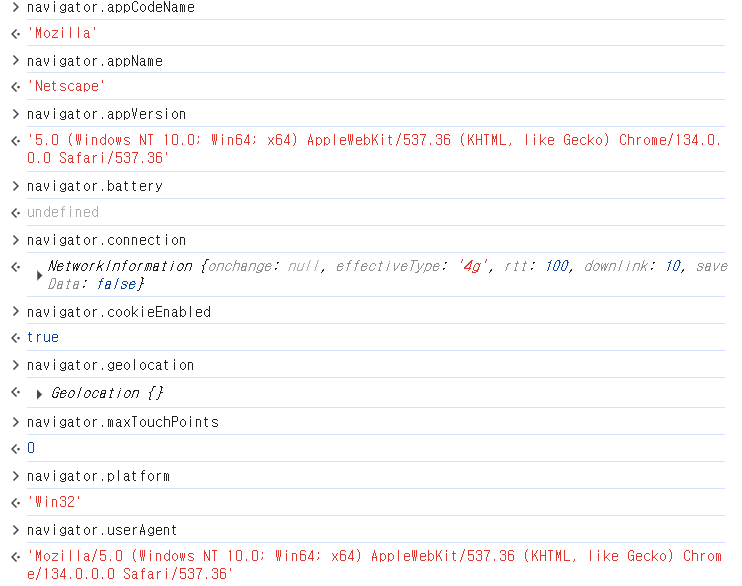 > navigator.appCodeName
<· 'Mozilla'
> navigator.appName
<· 'Netscape'
> navigator.appVersion
<· '5.0 (Windows NT 10.0; Win64; x64) AppleWebKit/537.36 (KHTML, like Gecko) Chrome/134.0.
0.0 Safari/537.36'
> navigator.battery
<· undefined
> navigator.connection
<· ▸ NetworkInformation {onchange: null, effectiveType: '4g', rtt: 100, downlink: 10, save
Data: false}
> navigator.cookieEnabled
<· true
> navigator.geolocation
<· ▸ Geolocation {}
> navigator.maxTouchPoints
<· 0
> navigator.platform
<· 'Win32'
> navigator.userAgent
<· 'Mozilla/5.0 (Windows NT 10.0; Win64; x64) AppleWebKit/537.36 (KHTML, like Gecko) Chrom
e/134.0.0.0 Safari/537.36'